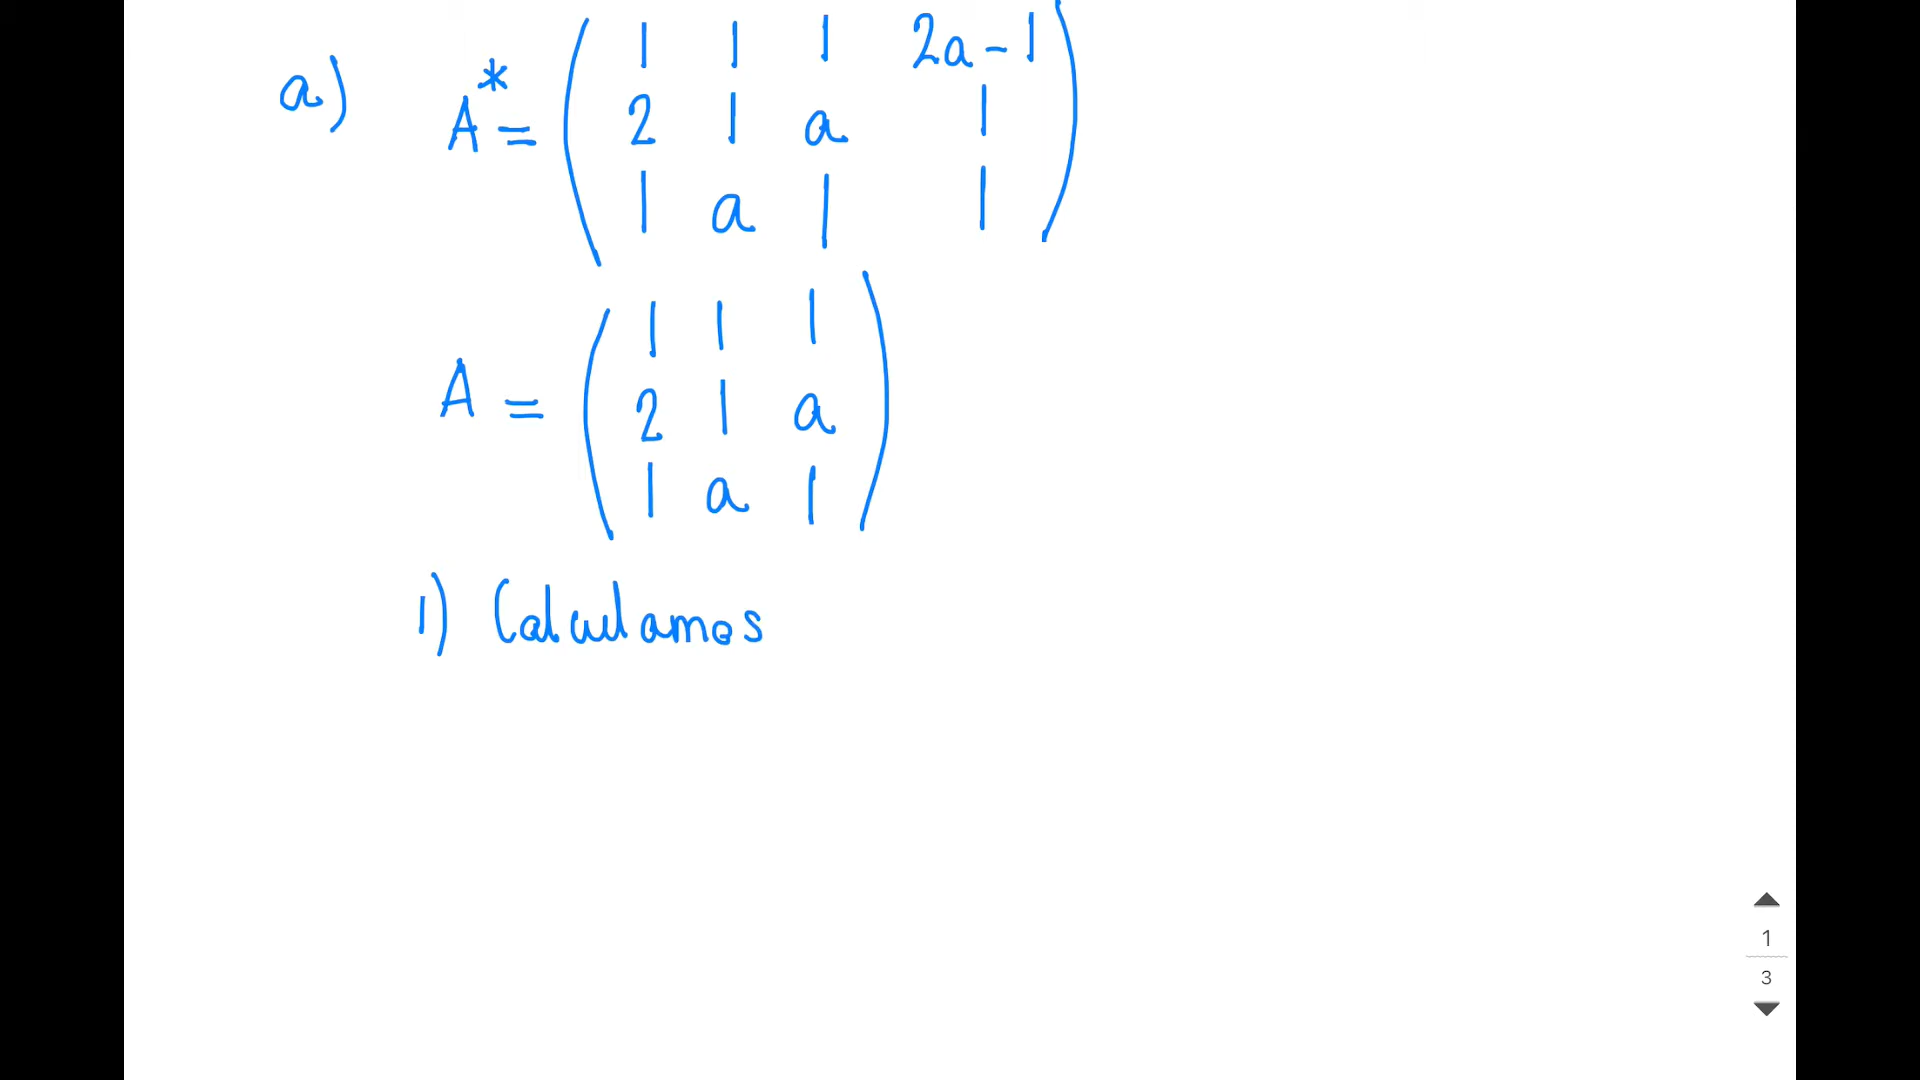 a) A* = ( 1 1 1 2a-1
2 1 a 1
1 a 1 1 )
A = ( 1 1 1
2 1 a
1 a 1 )
1) Calculamos
1
3